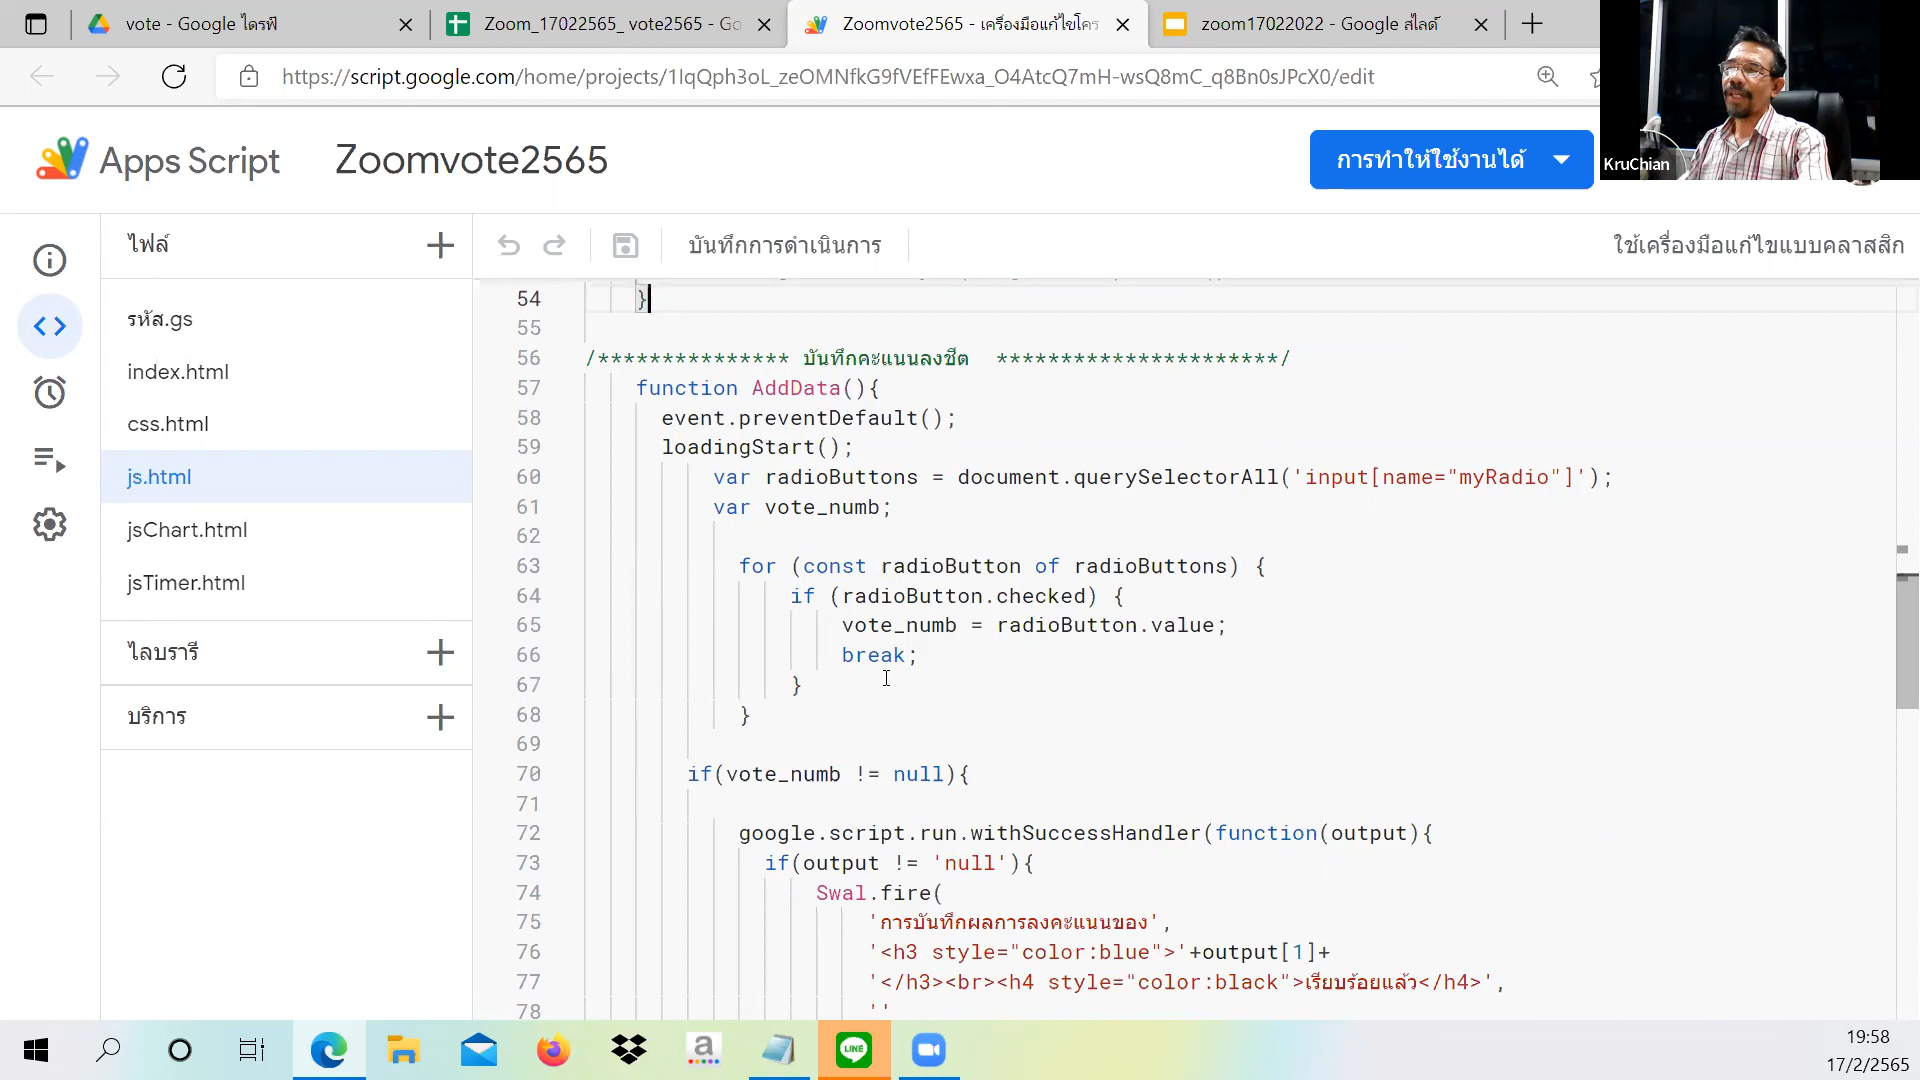 vote - Google ไดรฟ์
Zoom_17022565_ vote2565 - Go
Zoomvote2565 - เครื่องมือแก้ไขโคร
zoom17022022 - Google สไลด์
https://script.google.com/home/projects/1IqQph3oL_zeOMNfkG9fVEfFEwxa_O4AtcQ7mH-wsQ8mC_q8Bn0sJPcX0/edit
Apps Script
Zoomvote2565
การทำให้ใช้งานได้
KruChian
ไฟล์
บันทึกการดำเนินการ
ใช้เครื่องมือแก้ไขแบบคลาสสิก
รหัส.gs
index.html
css.html
js.html
jsChart.html
jsTimer.html
ไลบรารี
บริการ
54 }
55
56 /*************** บันทึกคะแนนลงชีต **********************/
57 function AddData(){
58 event.preventDefault();
59 loadingStart();
60 var radioButtons = document.querySelectorAll('input[name="myRadio"]');
61 var vote_numb;
62
63 for (const radioButton of radioButtons) {
64 if (radioButton.checked) {
65 vote_numb = radioButton.value;
66 break;
67 }
68 }
69
70 if(vote_numb != null){
71
72 google.script.run.withSuccessHandler(function(output){
73 if(output != 'null'){
74 Swal.fire(
75 'การบันทึกผลการลงคะแนนของ',
76 '<h3 style="color:blue">'+output[1]+
77 '</h3><br><h4 style="color:black">เรียบร้อยแล้ว</h4>',
78 ''
LINE
19:58
17/2/2565